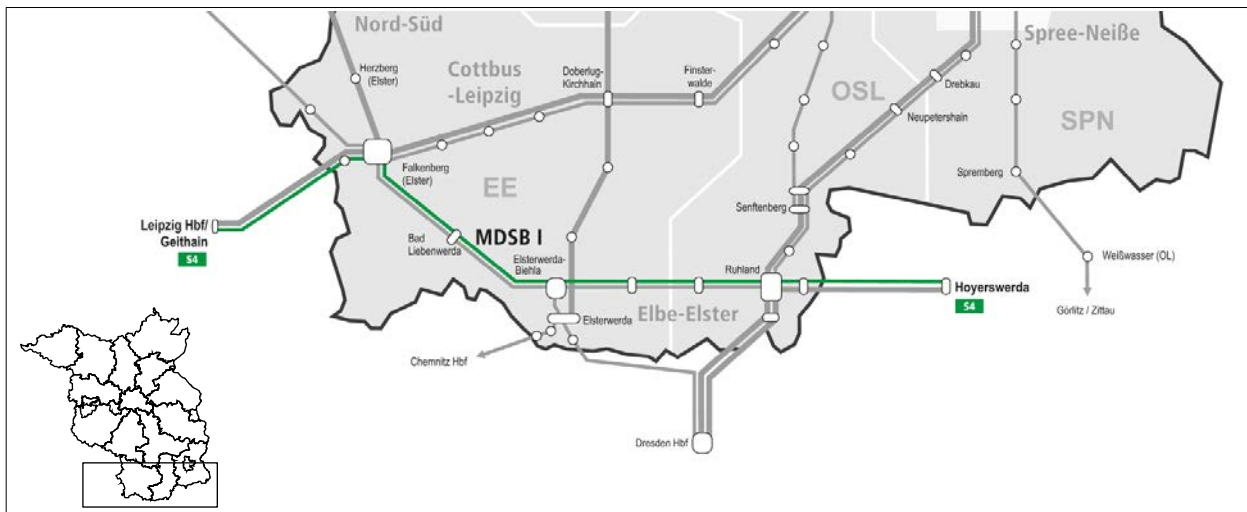 Nord-Süd
Spree-Neiße
Herzberg
(Elster)
Cottbus
-Leipzig
Doberlug-
Kirchhain
Finster-
walde
OSL
Drebkau
Neupetershain
SPN
Falkenberg
(Elster)
EE
Spremberg
Senftenberg
Leipzig Hbf/
Geithain
S4
Bad
Liebenwerda
MDSB I
Elsterwerda-
Biehla
Ruhland
Weißwasser (OL)
Hoyerswerda
S4
Görlitz / Zittau
Elbe-Elster
Elsterwerda
Chemnitz Hbf
Dresden Hbf